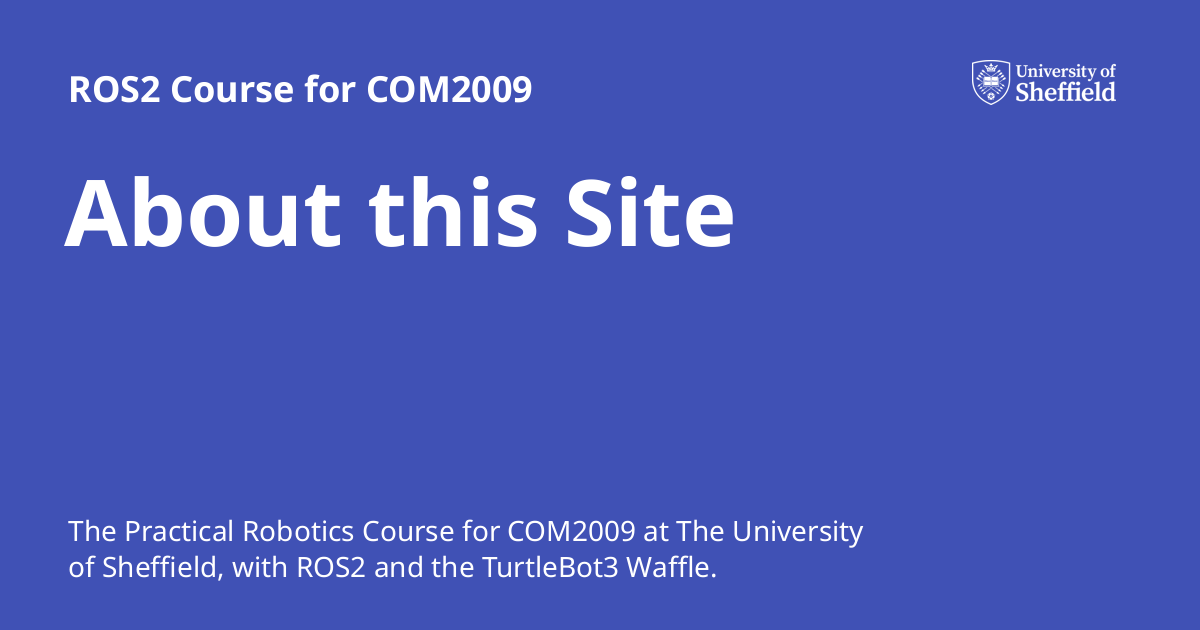 ROS2 Course for COM2009
University of
Sheffield
About this Site
The Practical Robotics Course for COM2009 at The University
of Sheffield, with ROS2 and the TurtleBot3 Waffle.